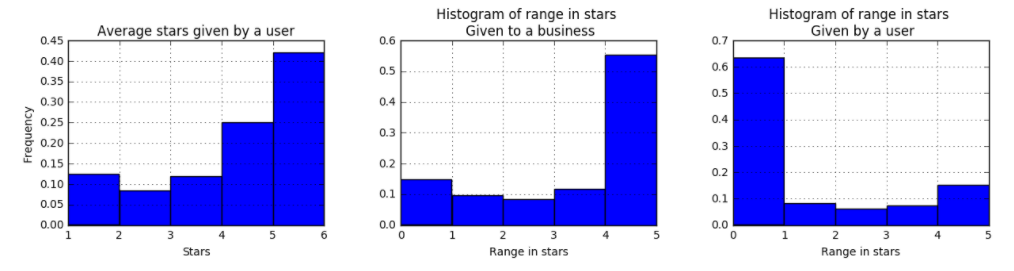 Average stars given by a user
0.45
0.40
0.35
0.30
0.25
0.20
0.15
0.10
0.05
0.00
Frequency
1 2 3 4 5 6
Stars
Histogram of range in stars
Given to a business
0.6
0.5
0.4
0.3
0.2
0.1
0.0
0 1 2 3 4 5
Range in stars
Histogram of range in stars
Given by a user
0.7
0.6
0.5
0.4
0.3
0.2
0.1
0.0
0 1 2 3 4 5
Range in stars